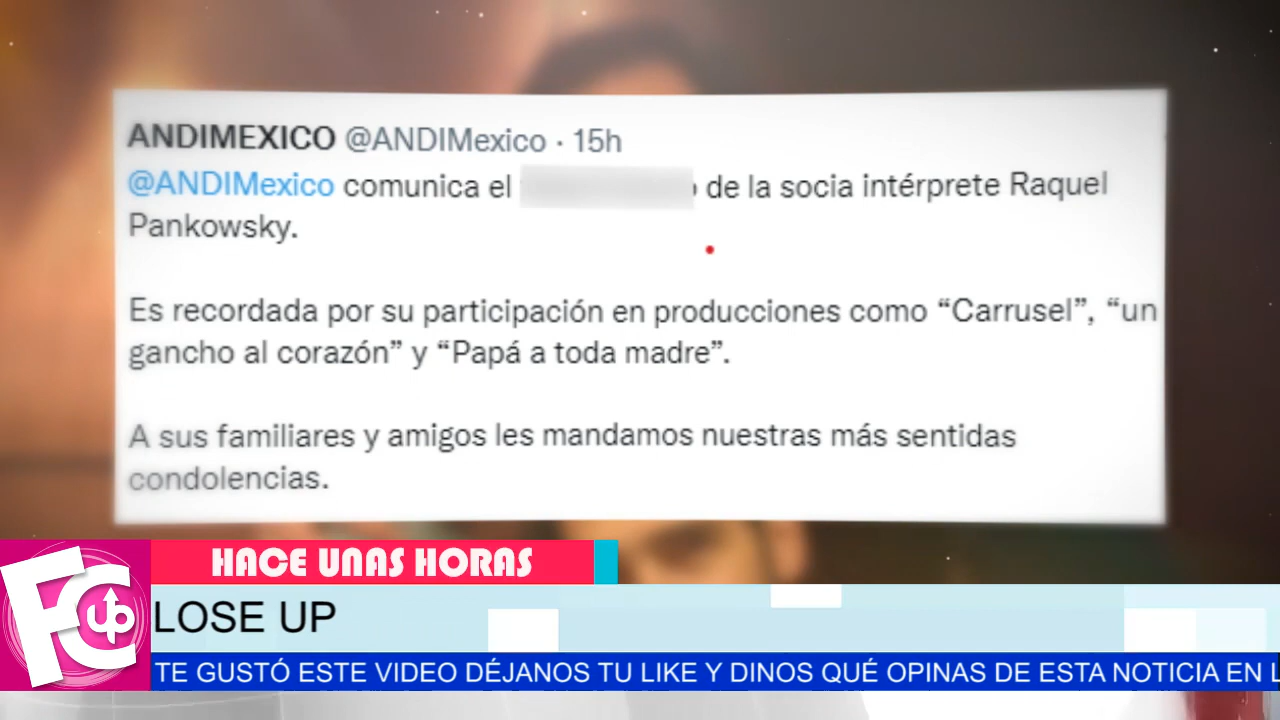 ANDIMEXICO @ANDIMexico · 15h
@ANDIMexico comunica el de la socia intérprete Raquel
Pankowsky.
Es recordada por su participación en producciones como “Carrusel”, “un
gancho al corazón” y “Papá a toda madre”.
A sus familiares y amigos les mandamos nuestras más sentidas
condolencias.
HACE UNAS HORAS
FC up
LOSE UP
TE GUSTÓ ESTE VIDEO DÉJANOS TU LIKE Y DINOS QUÉ OPINAS DE ESTA NOTICIA EN L